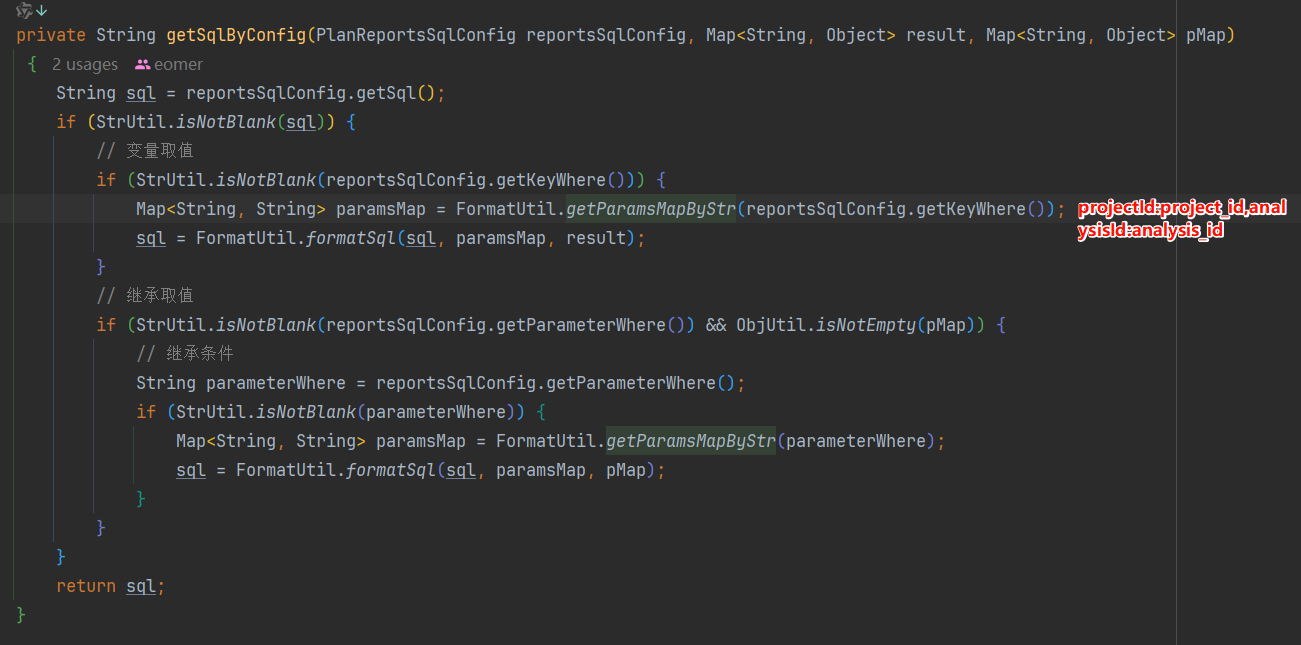 private String getSqlByConfig(PlanReportsSqlConfig reportsSqlConfig, Map<String, Object> result, Map<String, Object> pMap)
{ 2 usages eomer
String sql = reportsSqlConfig.getSql();
if (StrUtil.isNotBlank(sql)) {
// 变量取值
if (StrUtil.isNotBlank(reportsSqlConfig.getKeyWhere())) {
Map<String, String> paramsMap = FormatUtil.getParamsMapByStr(reportsSqlConfig.getKeyWhere()); projectId:project_id,anal
ysisId:analysis_id
sql = FormatUtil.formatSql(sql, paramsMap, result);
}
// 继承取值
if (StrUtil.isNotBlank(reportsSqlConfig.getParameterWhere()) && ObjUtil.isNotEmpty(pMap)) {
// 继承条件
String parameterWhere = reportsSqlConfig.getParameterWhere();
if (StrUtil.isNotBlank(parameterWhere)) {
Map<String, String> paramsMap = FormatUtil.getParamsMapByStr(parameterWhere);
sql = FormatUtil.formatSql(sql, paramsMap, pMap);
}
}
}
return sql;
}